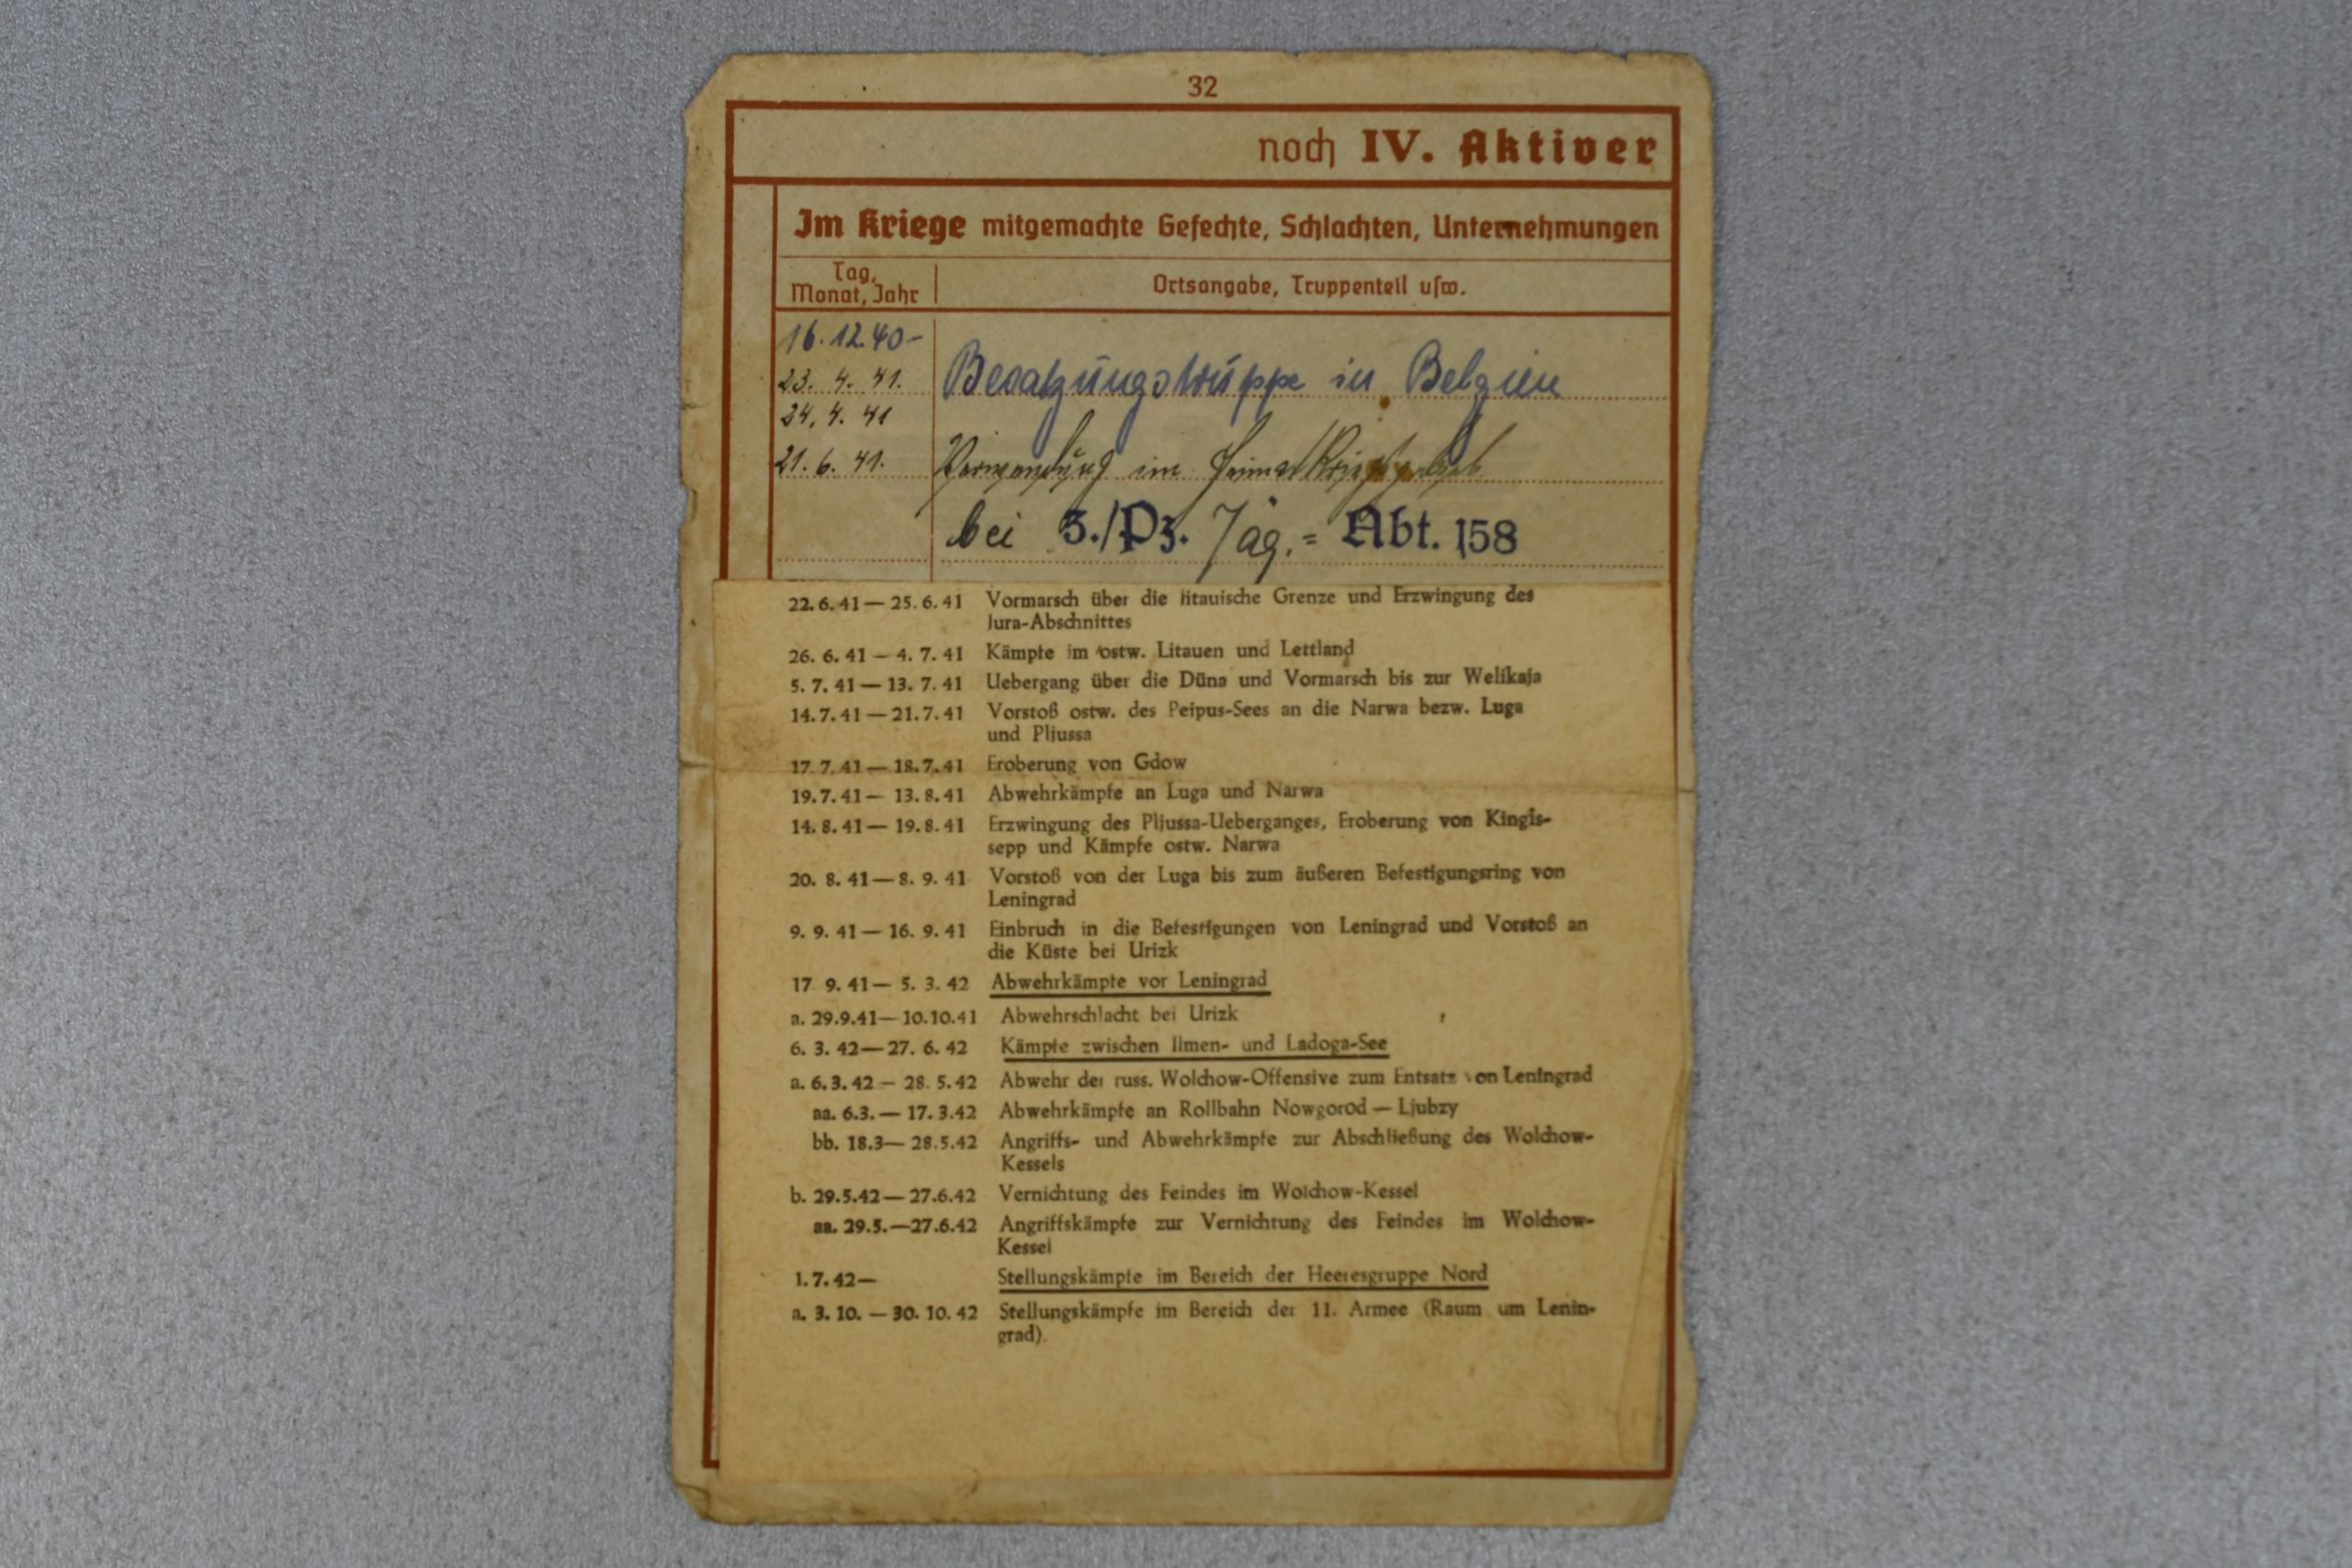 32
noch IV. Aktiver
Im Kriege mitgemachte Gefechte, Schlachten, Unternehmungen
Tag,
Monat, Jahr
Ortsangabe, Truppenteil usw.
16.12.40-
23. 4. 41. Besatzungstruppe in Belgien
24. 4. 41
21. 6. 41. Verwendung im Heimatkriegsgebiet
bei 3./Pz. Jäg.= Abt. 158
22.6.41— 25.6.41 Vormarsch über die litauische Grenze und Erzwingung des
Jura-Abschnittes
26. 6. 41 — 4. 7. 41 Kämpfe im ostw. Litauen und Lettland
5. 7. 41 — 13. 7. 41 Uebergang über die Düna und Vormarsch bis zur Welikaja
14.7.41 — 21.7.41 Vorstoß ostw. des Peipus-Sees an die Narwa bezw. Luga
und Pljussa
17.7.41 — 18.7.41 Eroberung von Gdow
19.7.41 — 13.8.41 Abwehrkämpfe an Luga und Narwa
14.8.41 — 19.8.41 Erzwingung des Pljussa-Ueberganges, Eroberung von Kingis-
sepp und Kämpfe ostw. Narwa
20. 8. 41 — 8. 9. 41 Vorstoß von der Luga bis zum äußeren Befestigungsring von
Leningrad
9. 9. 41 — 16. 9. 41 Einbruch in die Befestigungen von Leningrad und Vorstoß an
die Küste bei Urizk
17 9. 41 — 5. 3. 42 Abwehrkämpfe vor Leningrad
a. 29.9.41—10.10.41 Abwehrschlacht bei Urizk
6. 3. 42—27. 6. 42 Kämpfe zwischen Ilmen- und Ladoga-See
a. 6.3.42 — 28. 5.42 Abwehr der russ. Wolchow-Offensive zum Entsatz von Leningrad
aa. 6.3. — 17. 3.42 Abwehrkämpfe an Rollbahn Nowgorod — Ljubzy
bb. 18.3— 28.5.42 Angriffs- und Abwehrkämpfe zur Abschließung des Wolchow-
Kessels
b. 29.5.42 — 27.6.42 Vernichtung des Feindes im Wolchow-Kessel
aa. 29.5.—27.6.42 Angriffskämpfe zur Vernichtung des Feindes im Wolchow-
Kessel
1. 7. 42— Stellungskämpfe im Bereich der Heeresgruppe Nord
a. 3. 10. — 30. 10. 42 Stellungskämpfe im Bereich der 11. Armee (Raum um Lenin-
grad).